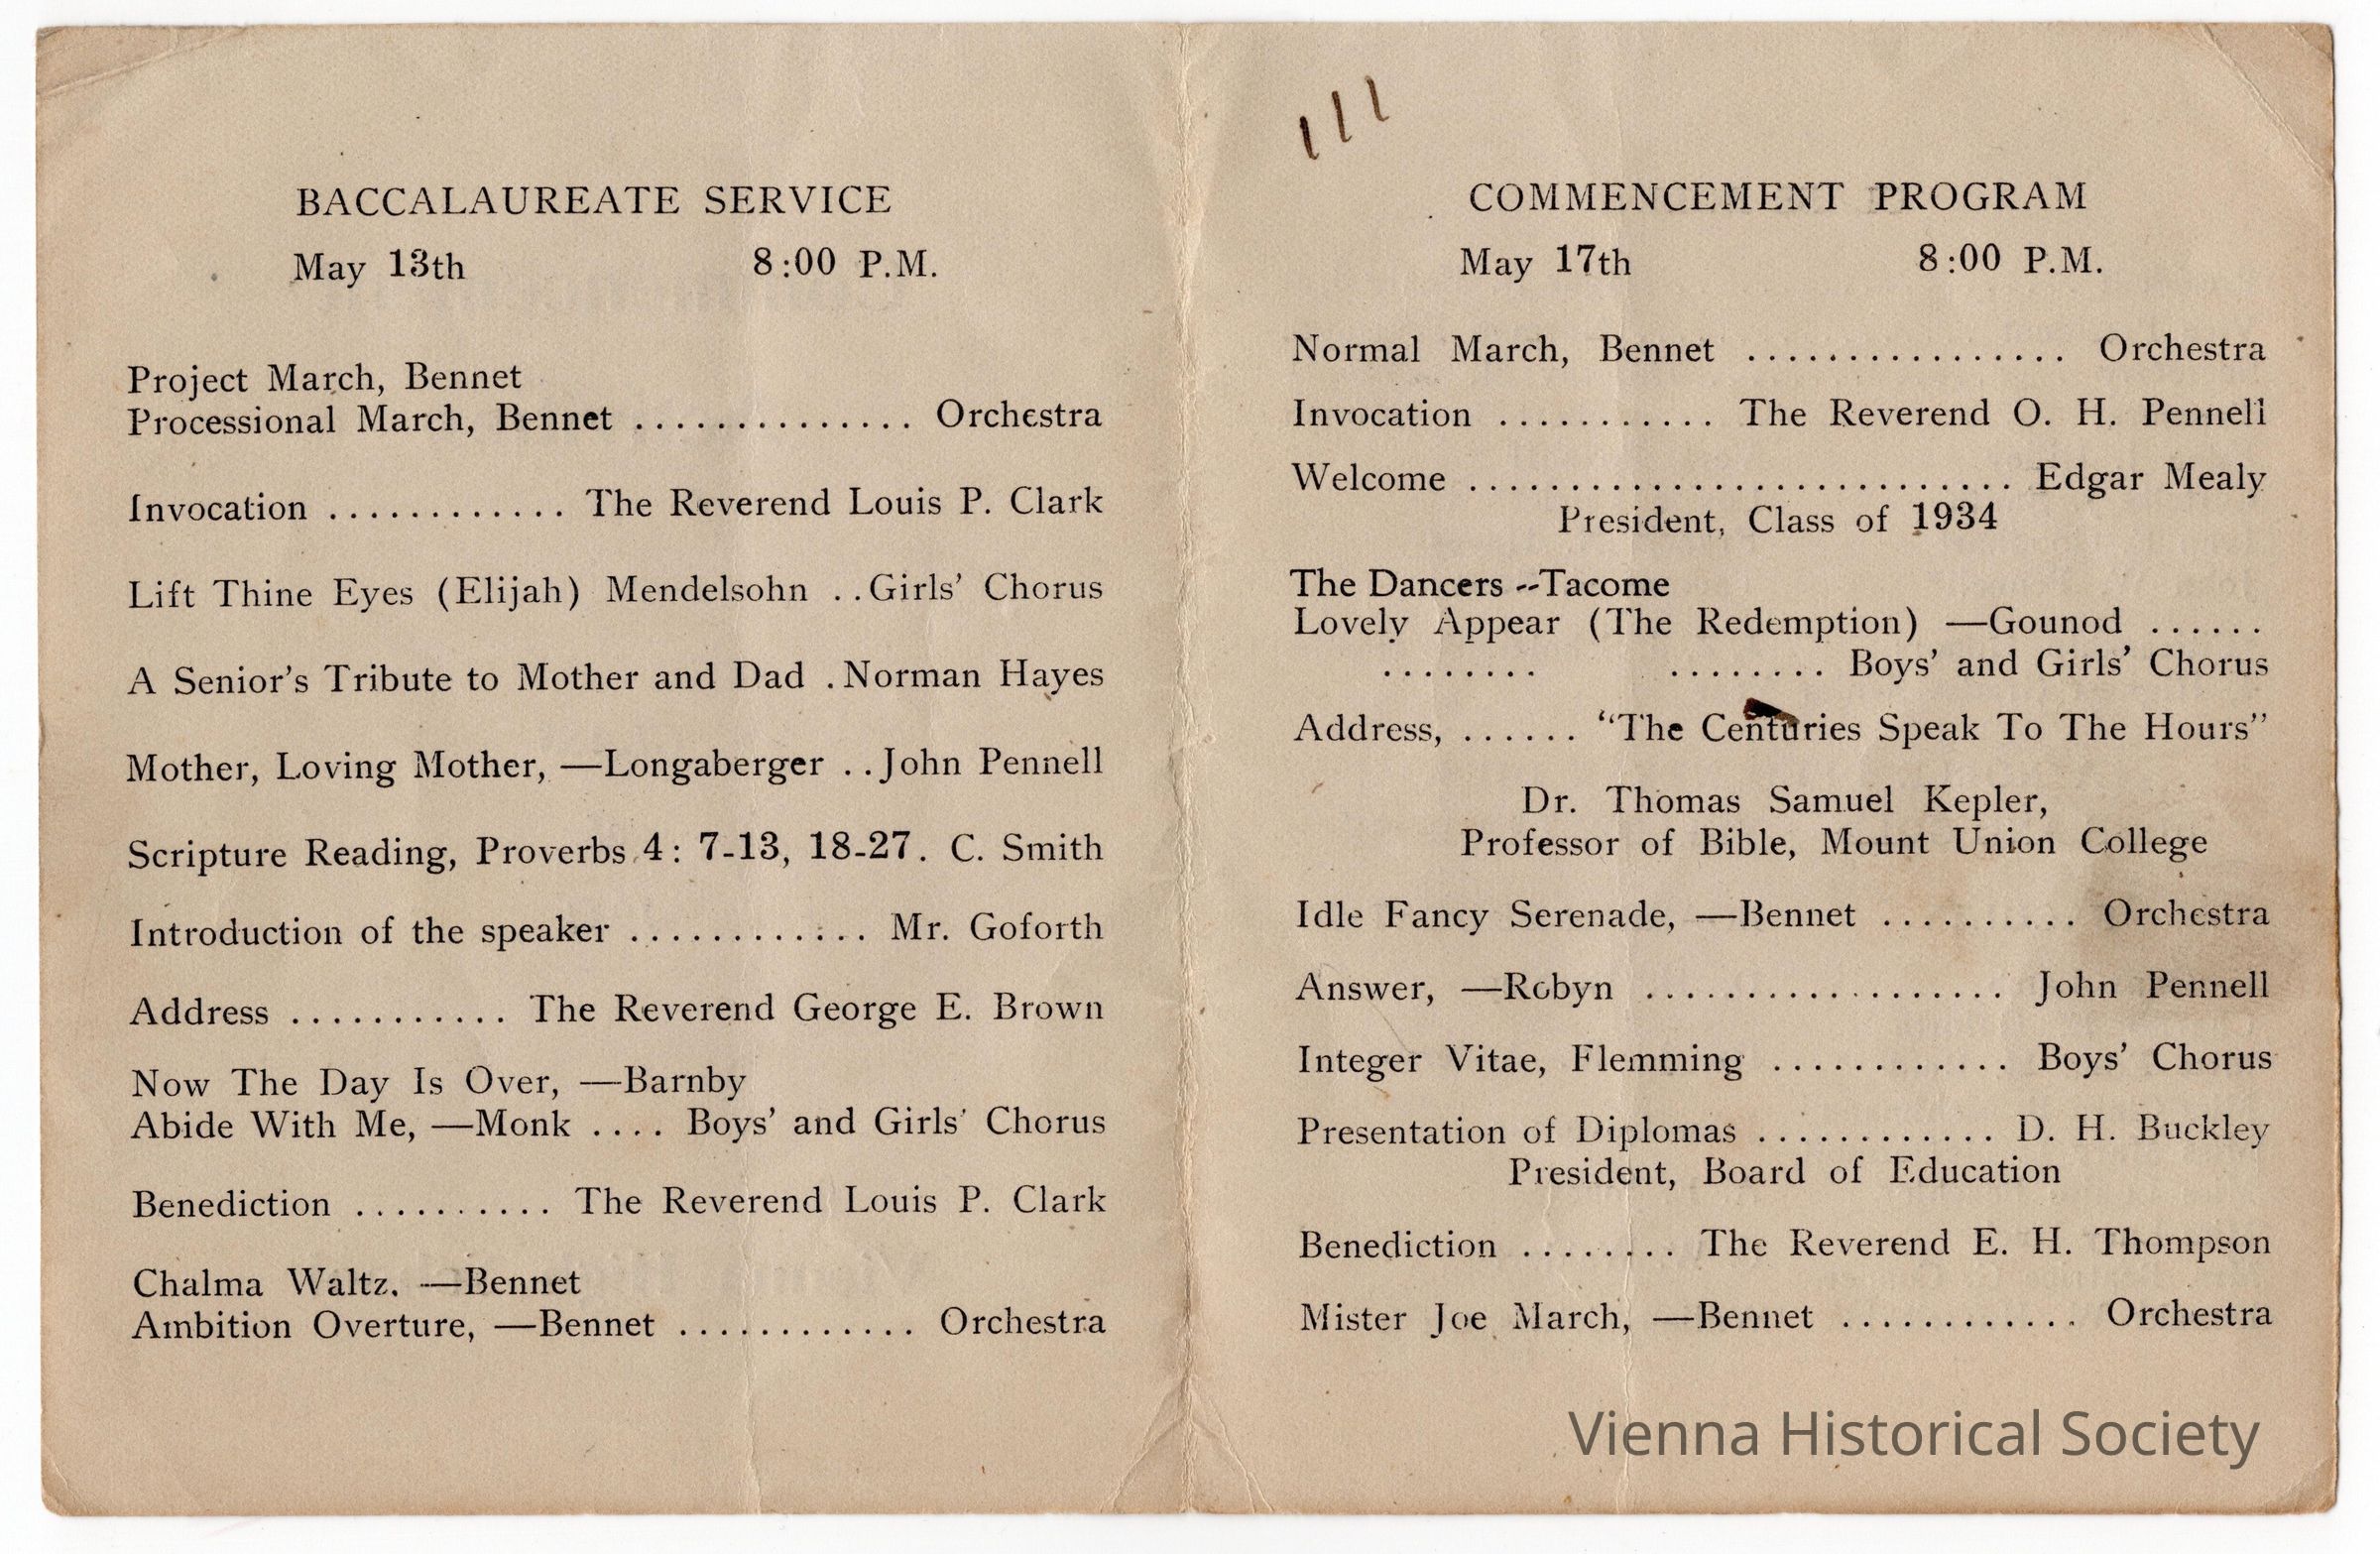 BACCALAUREATE SERVICE
May 13th 8:00 P.M.
Project March, Bennet
Processional March, Bennet .............. Orchestra
Invocation ............ The Reverend Louis P. Clark
Lift Thine Eyes (Elijah) Mendelsohn ..Girls' Chorus
A Senior's Tribute to Mother and Dad .Norman Hayes
Mother, Loving Mother, —Longaberger ..John Pennell
Scripture Reading, Proverbs 4: 7-13, 18-27. C. Smith
Introduction of the speaker ............ Mr. Goforth
Address ........... The Reverend George E. Brown
Now The Day Is Over, —Barnby
Abide With Me, —Monk .... Boys' and Girls' Chorus
Benediction .......... The Reverend Louis P. Clark
Chalma Waltz. —Bennet
Ambition Overture, —Bennet ............ Orchestra
COMMENCEMENT PROGRAM
May 17th 8:00 P.M.
Normal March, Bennet ................ Orchestra
Invocation ........... The Reverend O. H. Pennell
Welcome ........................... Edgar Mealy
President, Class of 1934
The Dancers --Tacome
Lovely Appear (The Redemption) —Gounod ......
........ ........ Boys' and Girls' Chorus
Address, ...... "The Centuries Speak To The Hours"
Dr. Thomas Samuel Kepler,
Professor of Bible, Mount Union College
Idle Fancy Serenade, —Bennet .......... Orchestra
Answer, —Robyn .................. John Pennell
Integer Vitae, Flemming ............ Boys' Chorus
Presentation of Diplomas ............ D. H. Buckley
President, Board of Education
Benediction ........ The Reverend E. H. Thompson
Mister Joe March, —Bennet ............ Orchestra
Vienna Historical Society